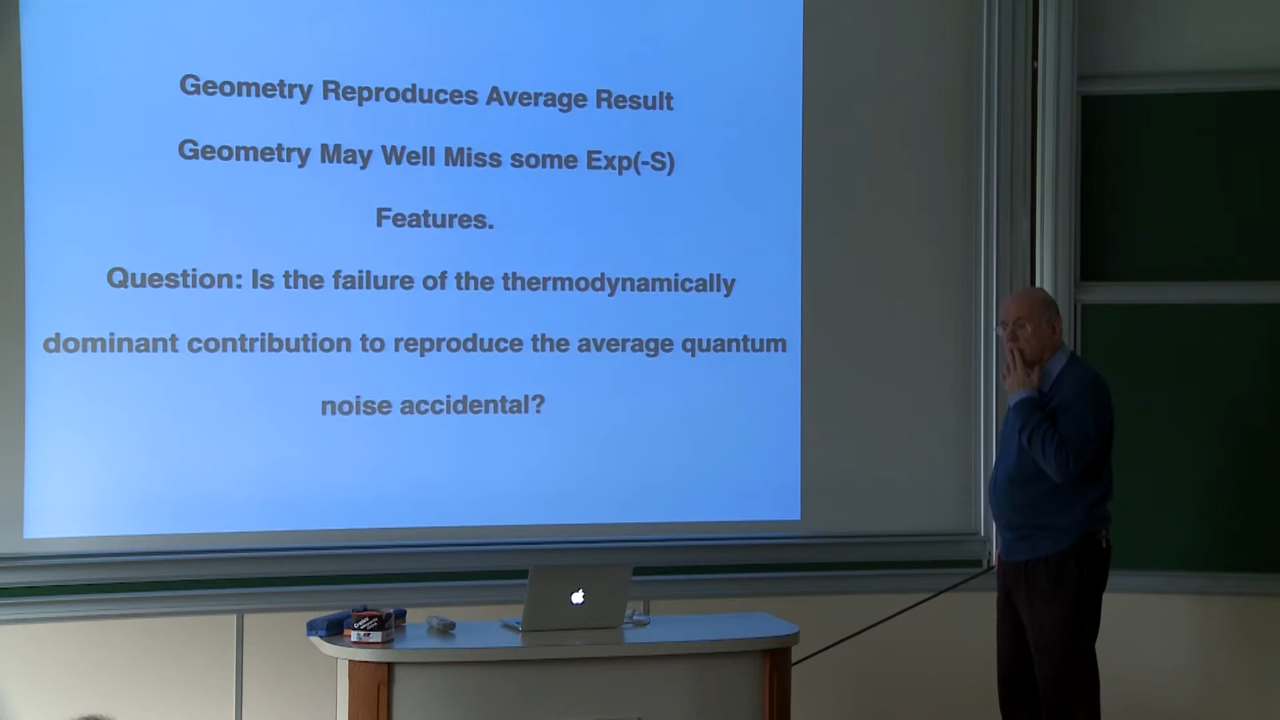 Geometry Reproduces Average Result
Geometry May Well Miss some Exp(-S)
Features.
Question: Is the failure of the thermodynamically
dominant contribution to reproduce the average quantum
noise accidental?